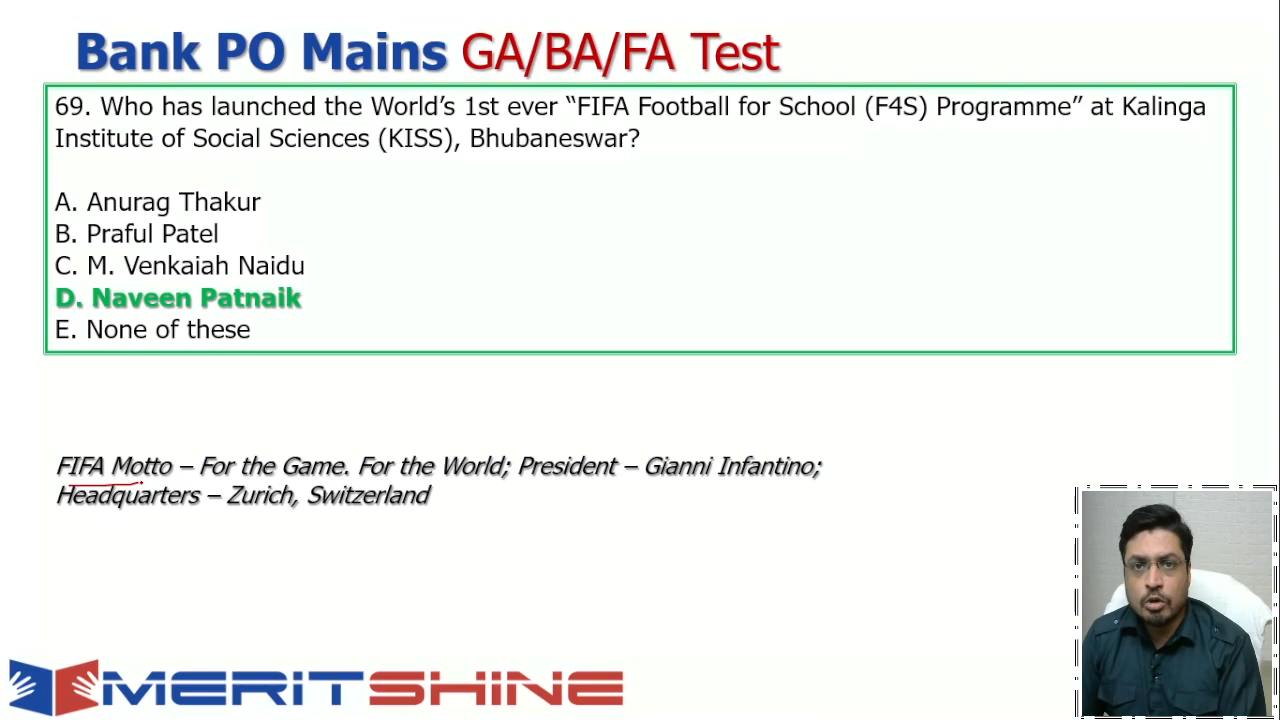 Bank PO Mains GA/BA/FA Test
69. Who has launched the World’s 1st ever “FIFA Football for School (F4S) Programme” at Kalinga
Institute of Social Sciences (KISS), Bhubaneswar?
A. Anurag Thakur
B. Praful Patel
C. M. Venkaiah Naidu
D. Naveen Patnaik
E. None of these
FIFA Motto – For the Game. For the World; President – Gianni Infantino;
Headquarters – Zurich, Switzerland
MERITSHINE